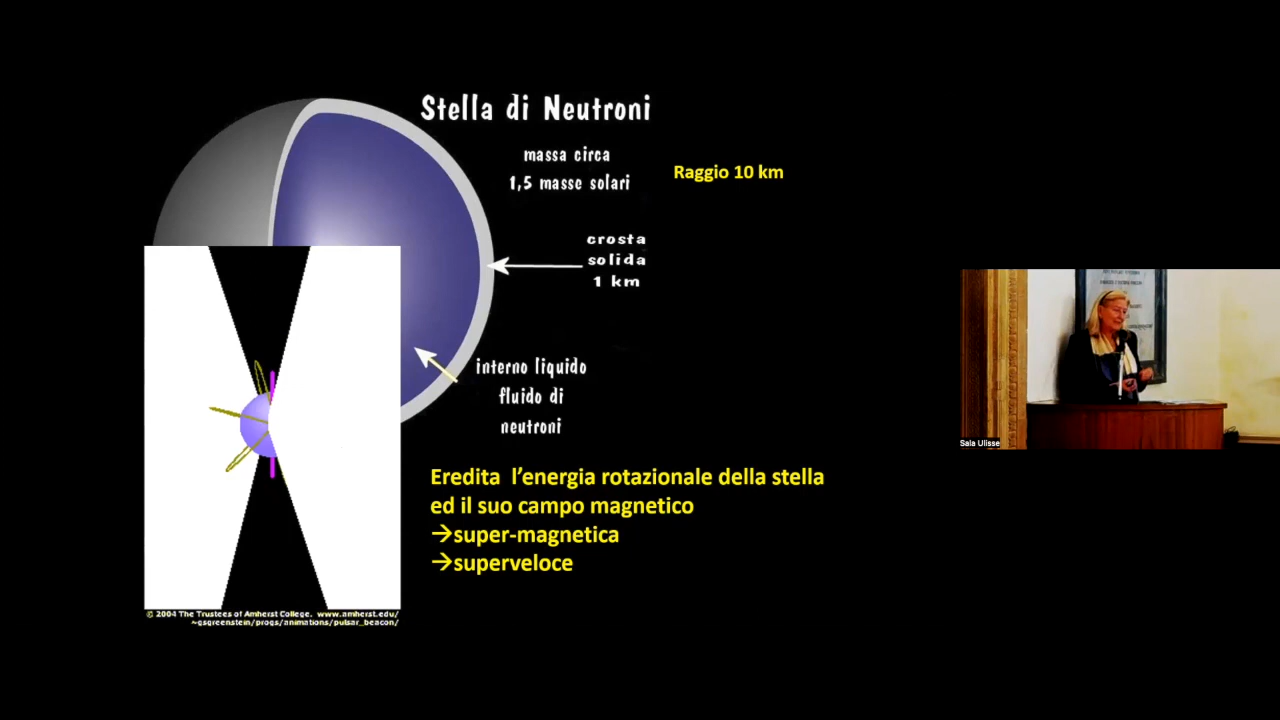 Stella di Neutroni
massa circa
1,5 masse solari
Raggio 10 km
crosta
solida
1 km
interno liquido
fluido di
neutroni
Eredita l'energia rotazionale della stella
ed il suo campo magnetico
→super-magnetica
→superveloce
© 2004 The Trustees of Amherst College. www.amherst.edu/
~gsgreenstein/progs/animations/pulsar_beacon/
Sala Ulisse